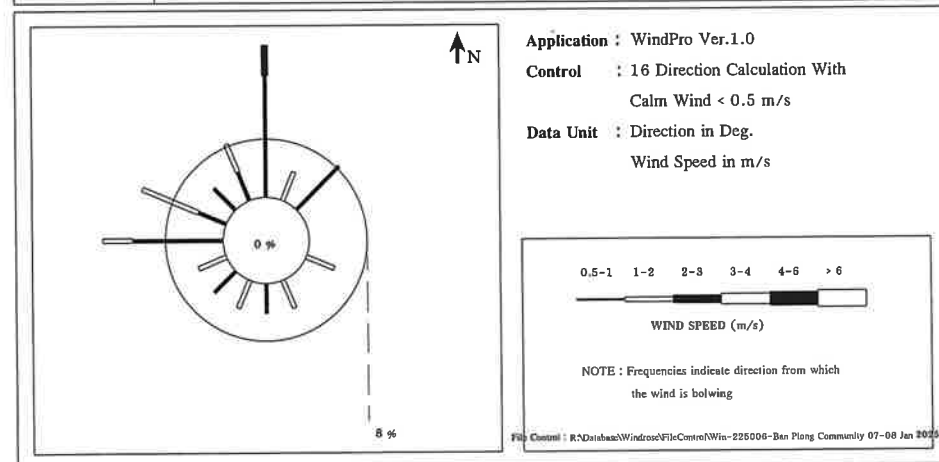 N
0 %
8 %
Application : WindPro Ver.1.0
Control : 16 Direction Calculation With
Calm Wind < 0.5 m/s
Data Unit : Direction in Deg.
Wind Speed in m/s
0.5-1 1-2 2-3 3-4 4-6 > 6
WIND SPEED (m/s)
NOTE : Frequencies indicate direction from which
the wind is bolwing
File Control : R:\Database\Windrose\FileControl\Win-225006-Ban Plong Community 07-08 Jan 2025